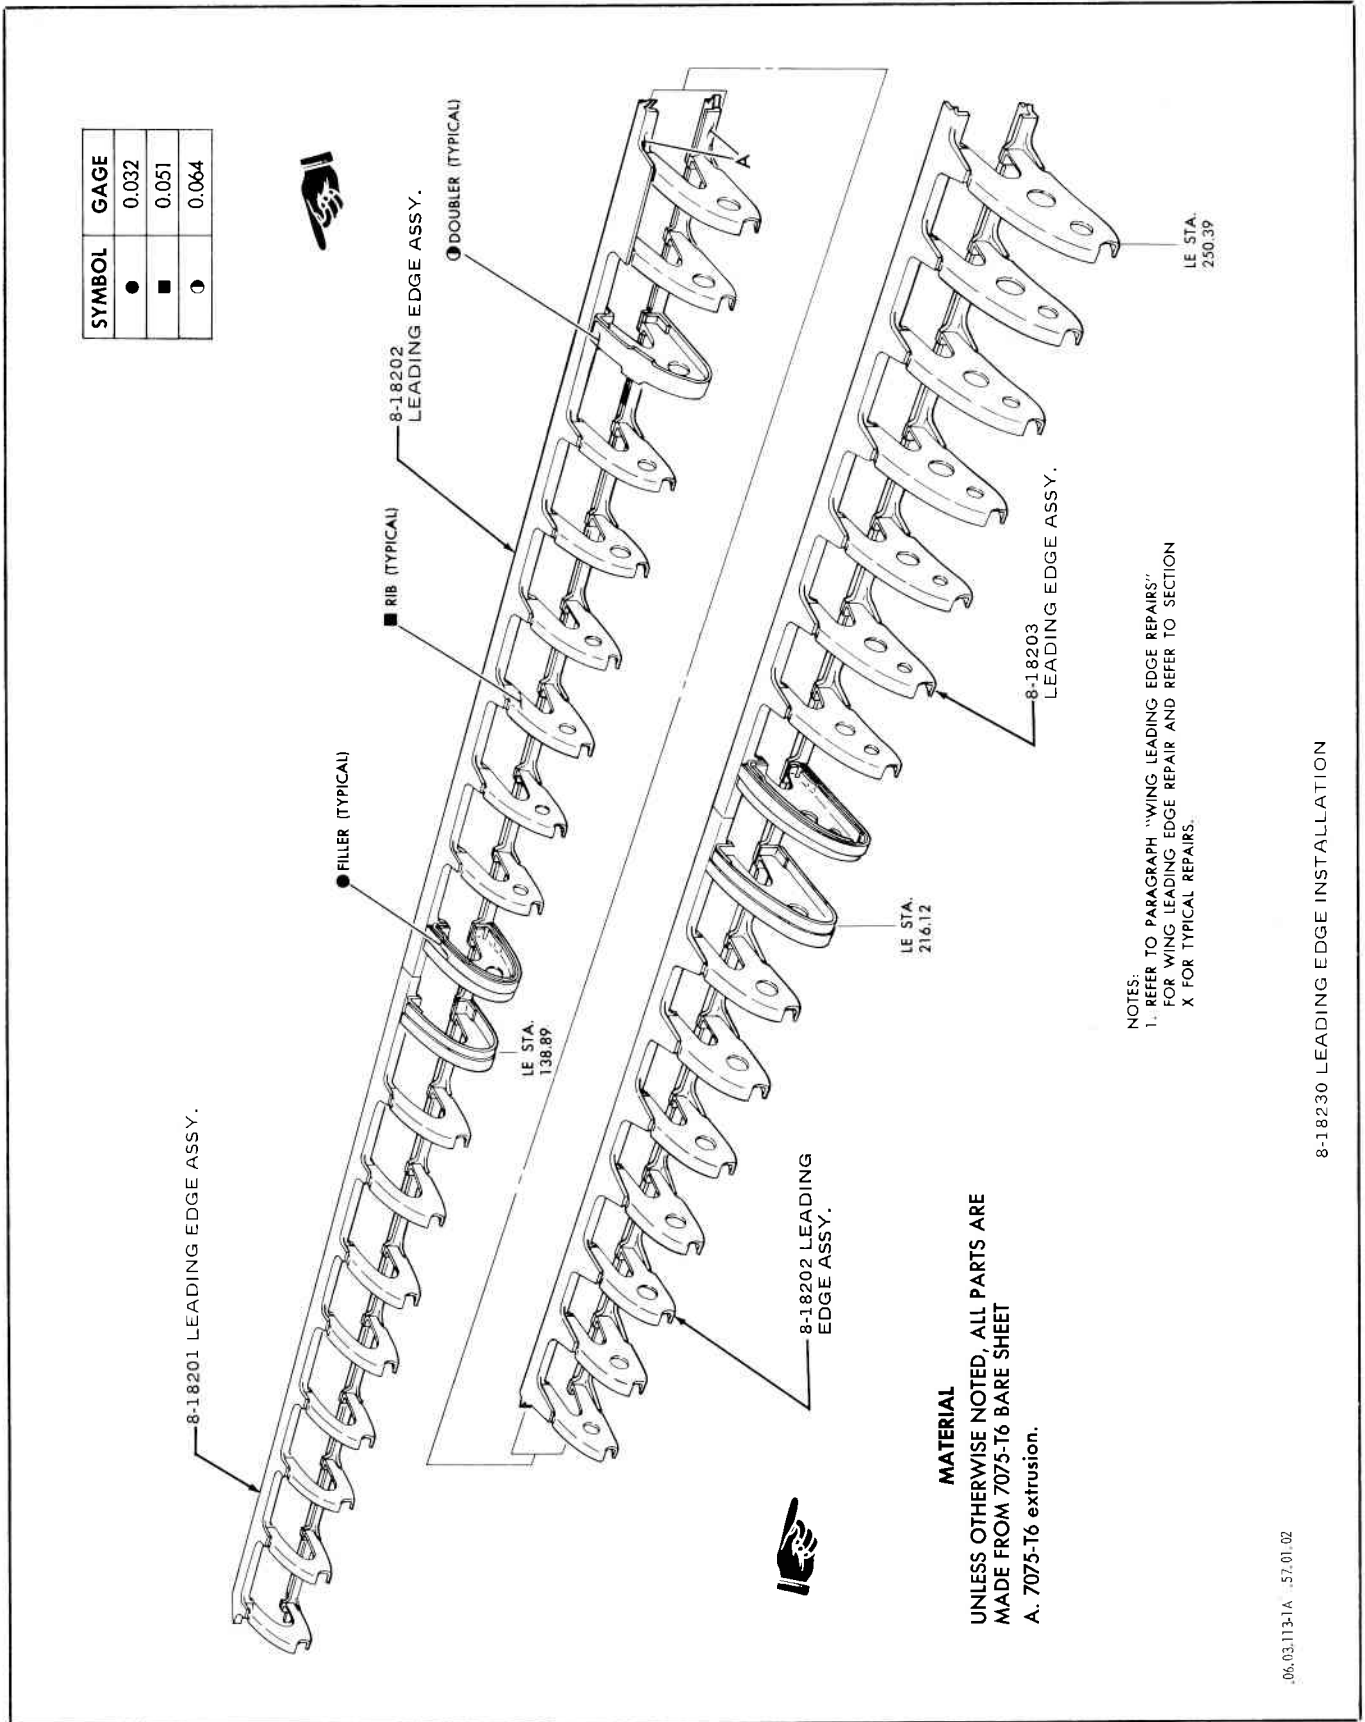 SYMBOL GAGE
● 0.032
■ 0.051
◑ 0.064
8-18201 LEADING EDGE ASSY.
● FILLER (TYPICAL)
■ RIB (TYPICAL)
8-18202
LEADING EDGE ASSY.
◑ DOUBLER (TYPICAL)
A
LE STA.
138.89
8-18202 LEADING
EDGE ASSY.
LE STA.
216.12
8-18203
LEADING EDGE ASSY.
LE STA.
250.39
MATERIAL
UNLESS OTHERWISE NOTED, ALL PARTS ARE
MADE FROM 7075-T6 BARE SHEET
A. 7075-T6 extrusion.
NOTES:
1. REFER TO PARAGRAPH "WING LEADING EDGE REPAIRS"
FOR WING LEADING EDGE REPAIR AND REFER TO SECTION
X FOR TYPICAL REPAIRS.
.06.03.113-1A .57.01.02
8-18230 LEADING EDGE INSTALLATION